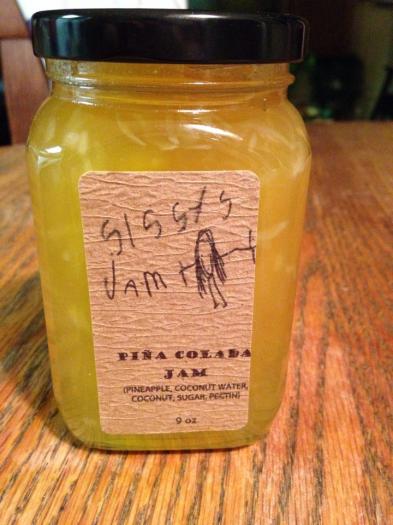 SISSYS
JAM
PIÑA COLADA
JAM
(PINEAPPLE, COCONUT WATER,
COCONUT, SUGAR, PECTIN)
9 oz